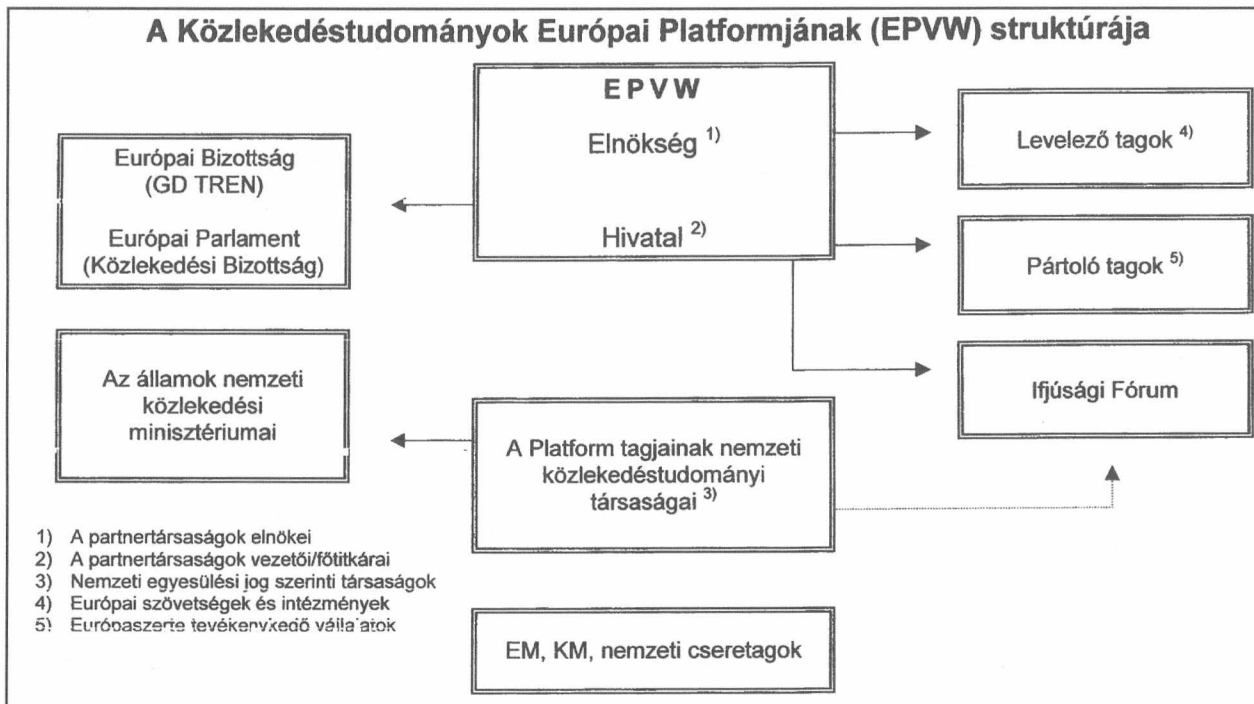 A Közlekedéstudományok Európai Platformjának (EPVW) struktúrája
EPVW
Elnökség 1)
Hivatal 2)
Európai Bizottság
(GD TREN)
Európai Parlament
(Közlekedési Bizottság)
Az államok nemzeti
közlekedési
minisztériumai
A Platform tagjainak nemzeti
közlekedéstudományi
társaságai 3)
EM, KM, nemzeti cseretagok
Levelező tagok 4)
Pártoló tagok 5)
Ifjúsági Fórum
1) A partnertársaságok elnökei
2) A partnertársaságok vezetői/főtitkárai
3) Nemzeti egyesülési jog szerinti társaságok
4) Európai szövetségek és intézmények
5) Európaszerte tevékenykedő vállalatok